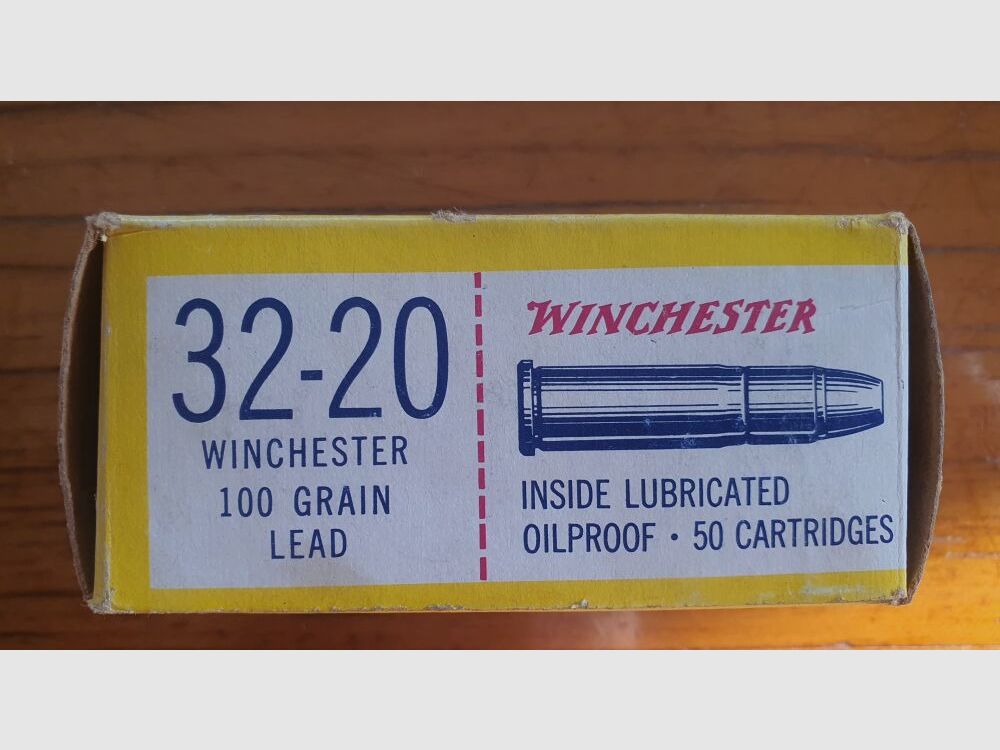 32-20
WINCHESTER
100 GRAIN
LEAD
WINCHESTER
INSIDE LUBRICATED
OILPROOF · 50 CARTRIDGES